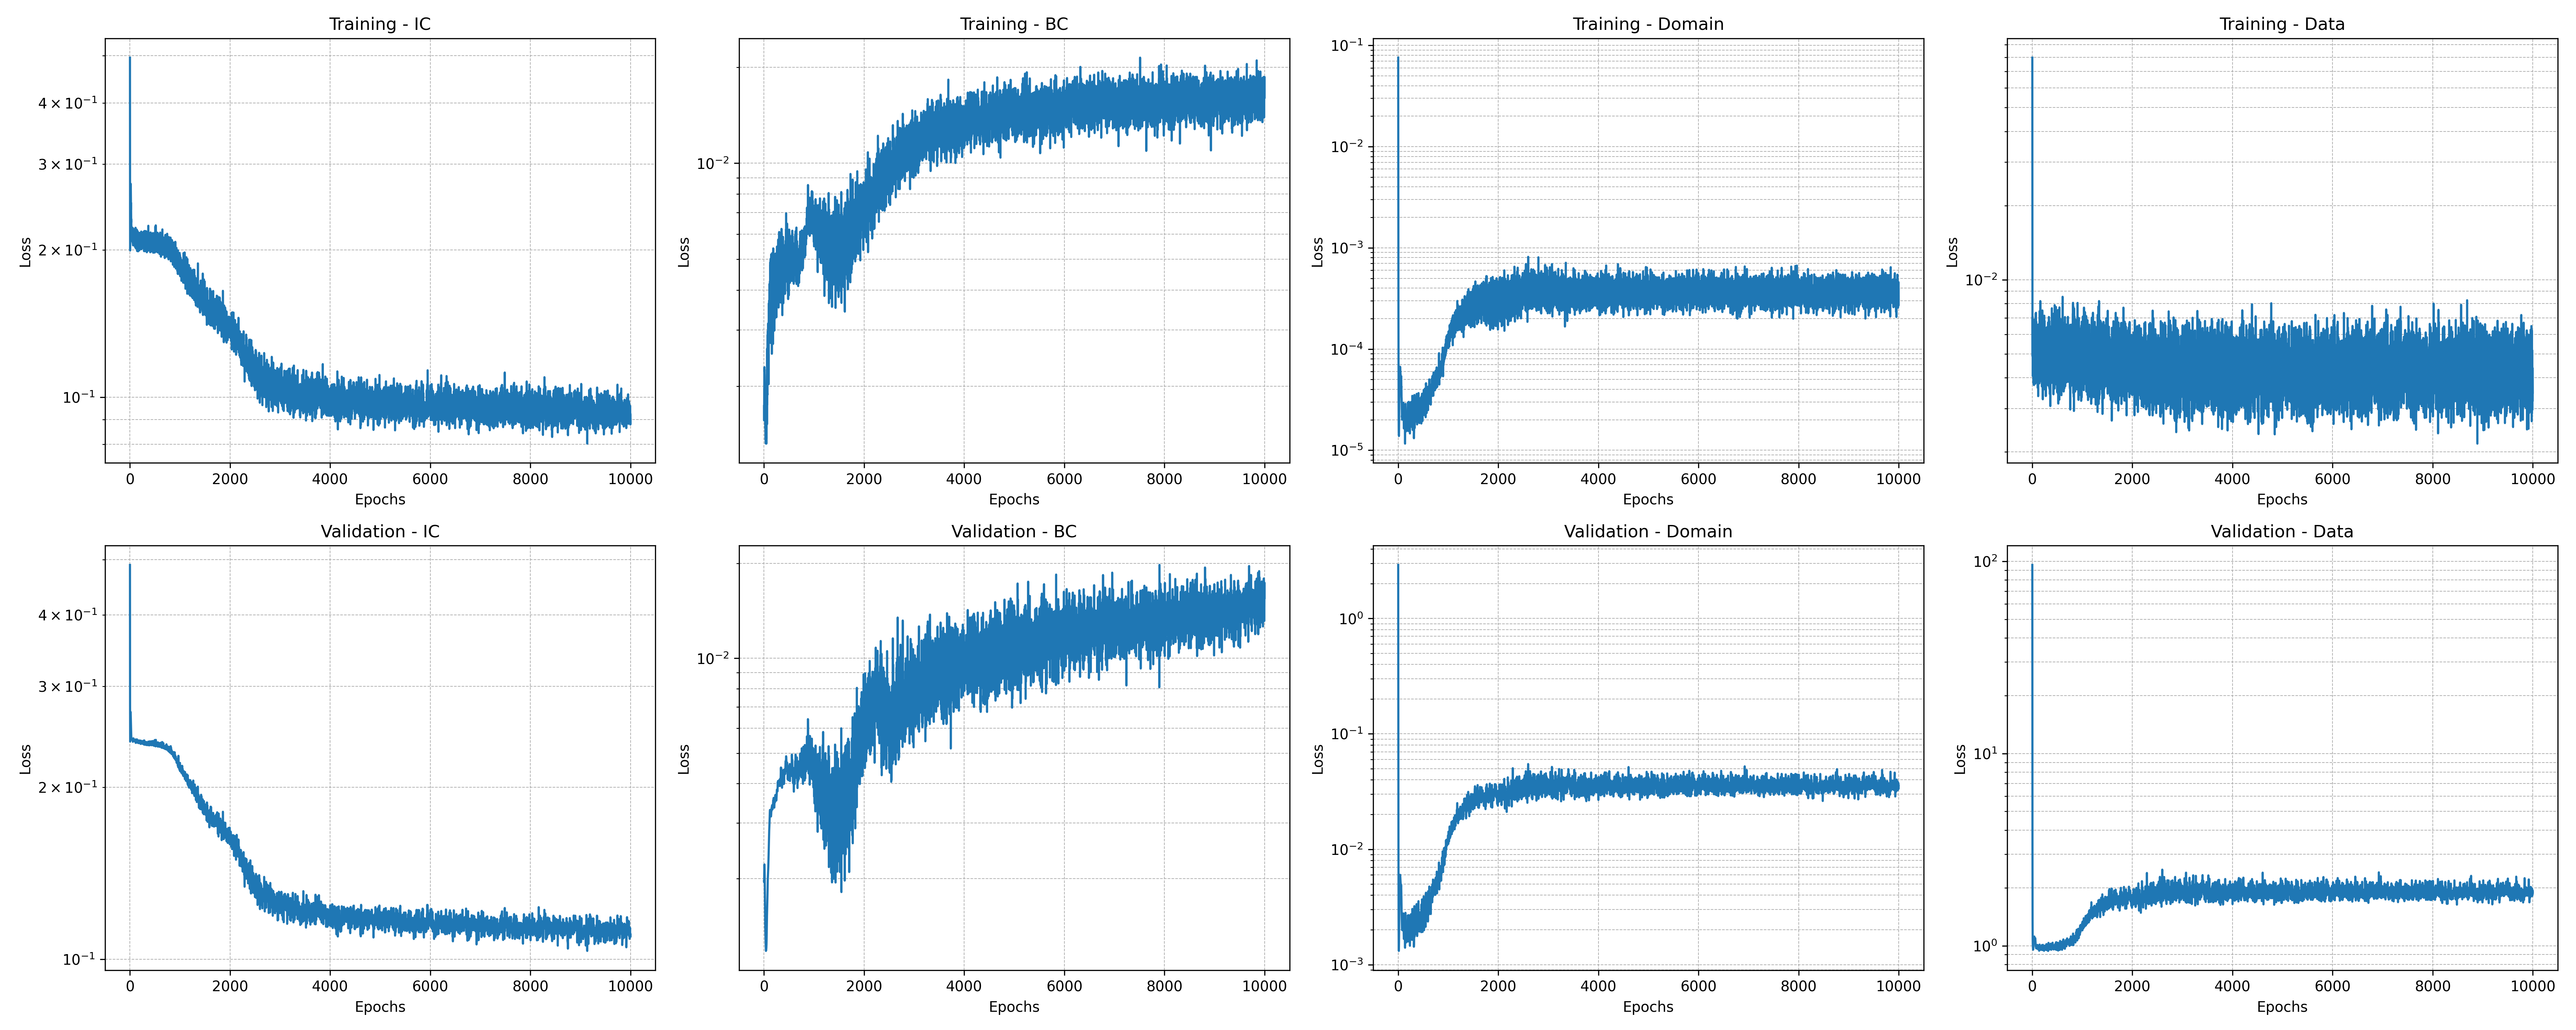 Training - IC
Loss
4 × 10⁻¹
3 × 10⁻¹
2 × 10⁻¹
10⁻¹
0 2000 4000 6000 8000 10000
Epochs
Training - BC
Loss
10⁻²
0 2000 4000 6000 8000 10000
Epochs
Training - Domain
Loss
10⁻¹
10⁻²
10⁻³
10⁻⁴
10⁻⁵
0 2000 4000 6000 8000 10000
Epochs
Training - Data
Loss
10⁻²
0 2000 4000 6000 8000 10000
Epochs
Validation - IC
Loss
4 × 10⁻¹
3 × 10⁻¹
2 × 10⁻¹
10⁻¹
0 2000 4000 6000 8000 10000
Epochs
Validation - BC
Loss
10⁻²
0 2000 4000 6000 8000 10000
Epochs
Validation - Domain
Loss
10⁰
10⁻¹
10⁻²
10⁻³
0 2000 4000 6000 8000 10000
Epochs
Validation - Data
Loss
10²
10¹
10⁰
0 2000 4000 6000 8000 10000
Epochs